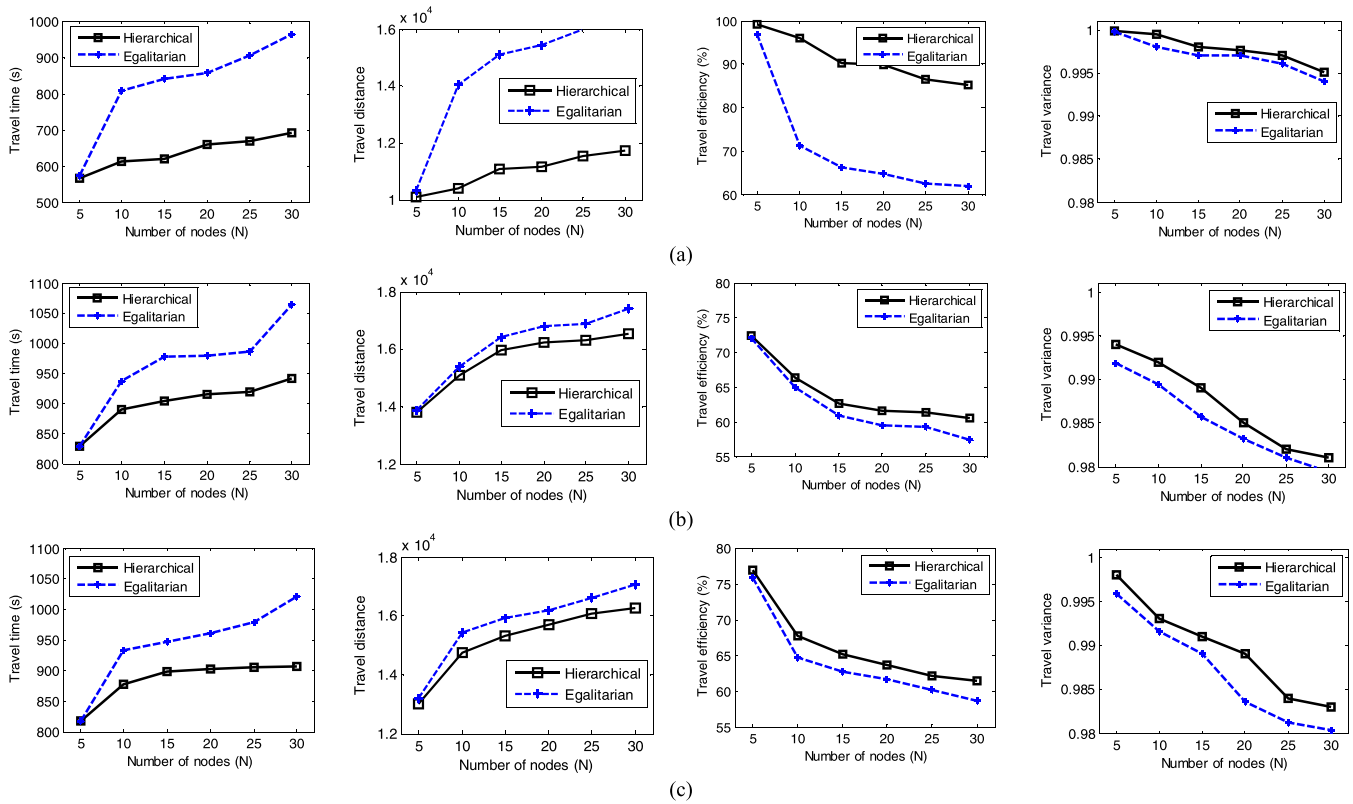 1000
900
800
700
600
500
Travel time (s)
Hierarchical
Egalitarian
5 10 15 20 25 30
Number of nodes (N)
x 10^4
1.6
1.4
1.2
1
Travel distance
Hierarchical
Egalitarian
5 10 15 20 25 30
Number of nodes (N)
100
90
80
70
60
Travel efficiency (%)
Hierarchical
Egalitarian
5 10 15 20 25 30
Number of nodes (N)
1
0.995
0.99
0.985
0.98
Travel variance
Hierarchical
Egalitarian
5 10 15 20 25 30
Number of nodes (N)
(a)
1100
1050
1000
950
900
850
800
Travel time (s)
Hierarchical
Egalitarian
5 10 15 20 25 30
Number of nodes (N)
x 10^4
1.8
1.6
1.4
1.2
Travel distance
Hierarchical
Egalitarian
5 10 15 20 25 30
Number of nodes (N)
80
75
70
65
60
55
Travel efficiency (%)
Hierarchical
Egalitarian
5 10 15 20 25 30
Number of nodes (N)
1
0.995
0.99
0.985
0.98
Travel variance
Hierarchical
Egalitarian
5 10 15 20 25 30
Number of nodes (N)
(b)
1100
1050
1000
950
900
850
800
Travel time (s)
Hierarchical
Egalitarian
5 10 15 20 25 30
Number of nodes (N)
x 10^4
1.8
1.6
1.4
1.2
Travel distance
Hierarchical
Egalitarian
5 10 15 20 25 30
Number of nodes (N)
80
75
70
65
60
55
Travel efficiency (%)
Hierarchical
Egalitarian
5 10 15 20 25 30
Number of nodes (N)
1
0.995
0.99
0.985
0.98
Travel variance
Hierarchical
Egalitarian
5 10 15 20 25 30
Number of nodes (N)
(c)